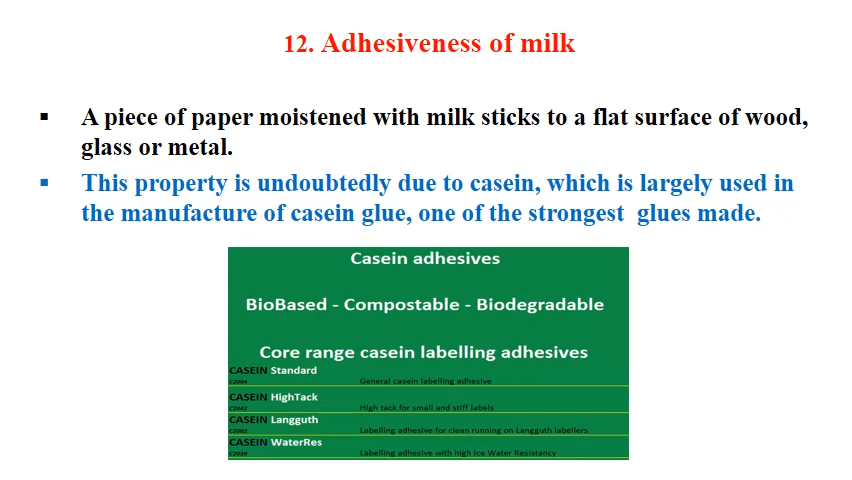 12. Adhesiveness of milk
▪ A piece of paper moistened with milk sticks to a flat surface of wood,
glass or metal.
▪ This property is undoubtedly due to casein, which is largely used in
the manufacture of casein glue, one of the strongest glues made.
Casein adhesives
BioBased - Compostable - Biodegradable
Core range casein labelling adhesives
CASEIN Standard
General casein labelling adhesive
CASEIN HighTack
High tack for small and stiff labels
CASEIN Langguth
Labelling adhesive for clean running on Langguth labellers
CASEIN WaterRes
Labelling adhesive with high Ice Water Resistancy